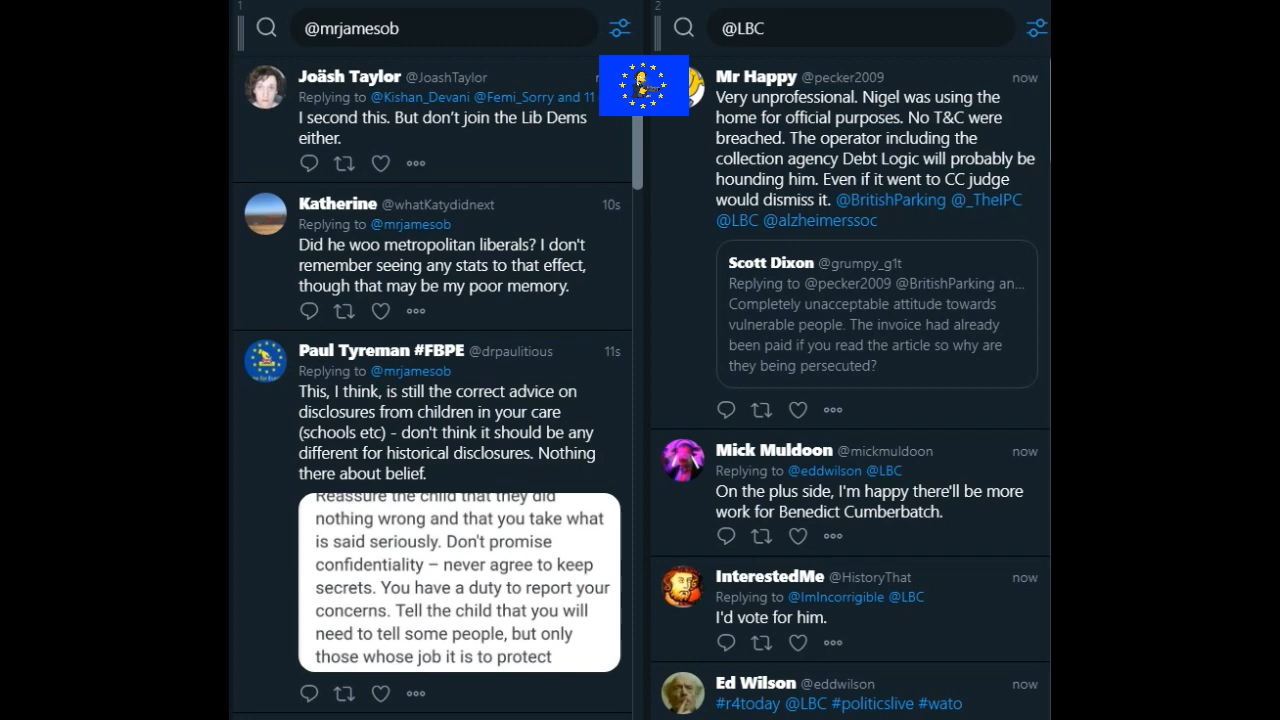 1
@mrjamesob
Joäsh Taylor @JoashTaylor
Replying to @Kishan_Devani @Femi_Sorry and 11
I second this. But don’t join the Lib Dems
either.
Katherine @whatKatydidnext 10s
Replying to @mrjamesob
Did he woo metropolitan liberals? I don't
remember seeing any stats to that effect,
though that may be my poor memory.
Paul Tyreman #FBPE @drpaulitious 11s
Replying to @mrjamesob
This, I think, is still the correct advice on
disclosures from children in your care
(schools etc) - don't think it should be any
different for historical disclosures. Nothing
there about belief.
Reassure the child that they did
nothing wrong and that you take what
is said seriously. Don't promise
confidentiality – never agree to keep
secrets. You have a duty to report your
concerns. Tell the child that you will
need to tell some people, but only
those whose job it is to protect
2
@LBC
Mr Happy @pecker2009 now
Very unprofessional. Nigel was using the
home for official purposes. No T&C were
breached. The operator including the
collection agency Debt Logic will probably be
hounding him. Even if it went to CC judge
would dismiss it. @BritishParking @_TheIPC
@LBC @alzheimerssoc
Scott Dixon @grumpy_g1t
Replying to @pecker2009 @BritishParking an...
Completely unacceptable attitude towards
vulnerable people. The invoice had already
been paid if you read the article so why are
they being persecuted?
Mick Muldoon @mickmuldoon now
Replying to @eddwilson @LBC
On the plus side, I'm happy there'll be more
work for Benedict Cumberbatch.
InterestedMe @HistoryThat now
Replying to @ImIncorrigible @LBC
I'd vote for him.
Ed Wilson @eddwilson now
#r4today @LBC #politicslive #wato